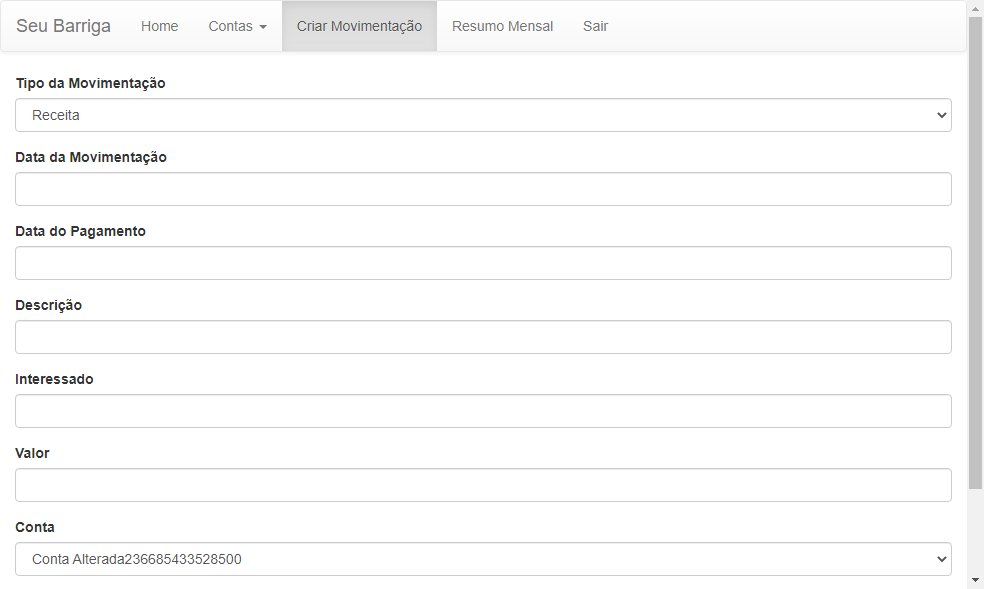 Seu Barriga Home Contas Criar Movimentação Resumo Mensal Sair
Tipo da Movimentação
Receita
Data da Movimentação
Data do Pagamento
Descrição
Interessado
Valor
Conta
Conta Alterada236685433528500